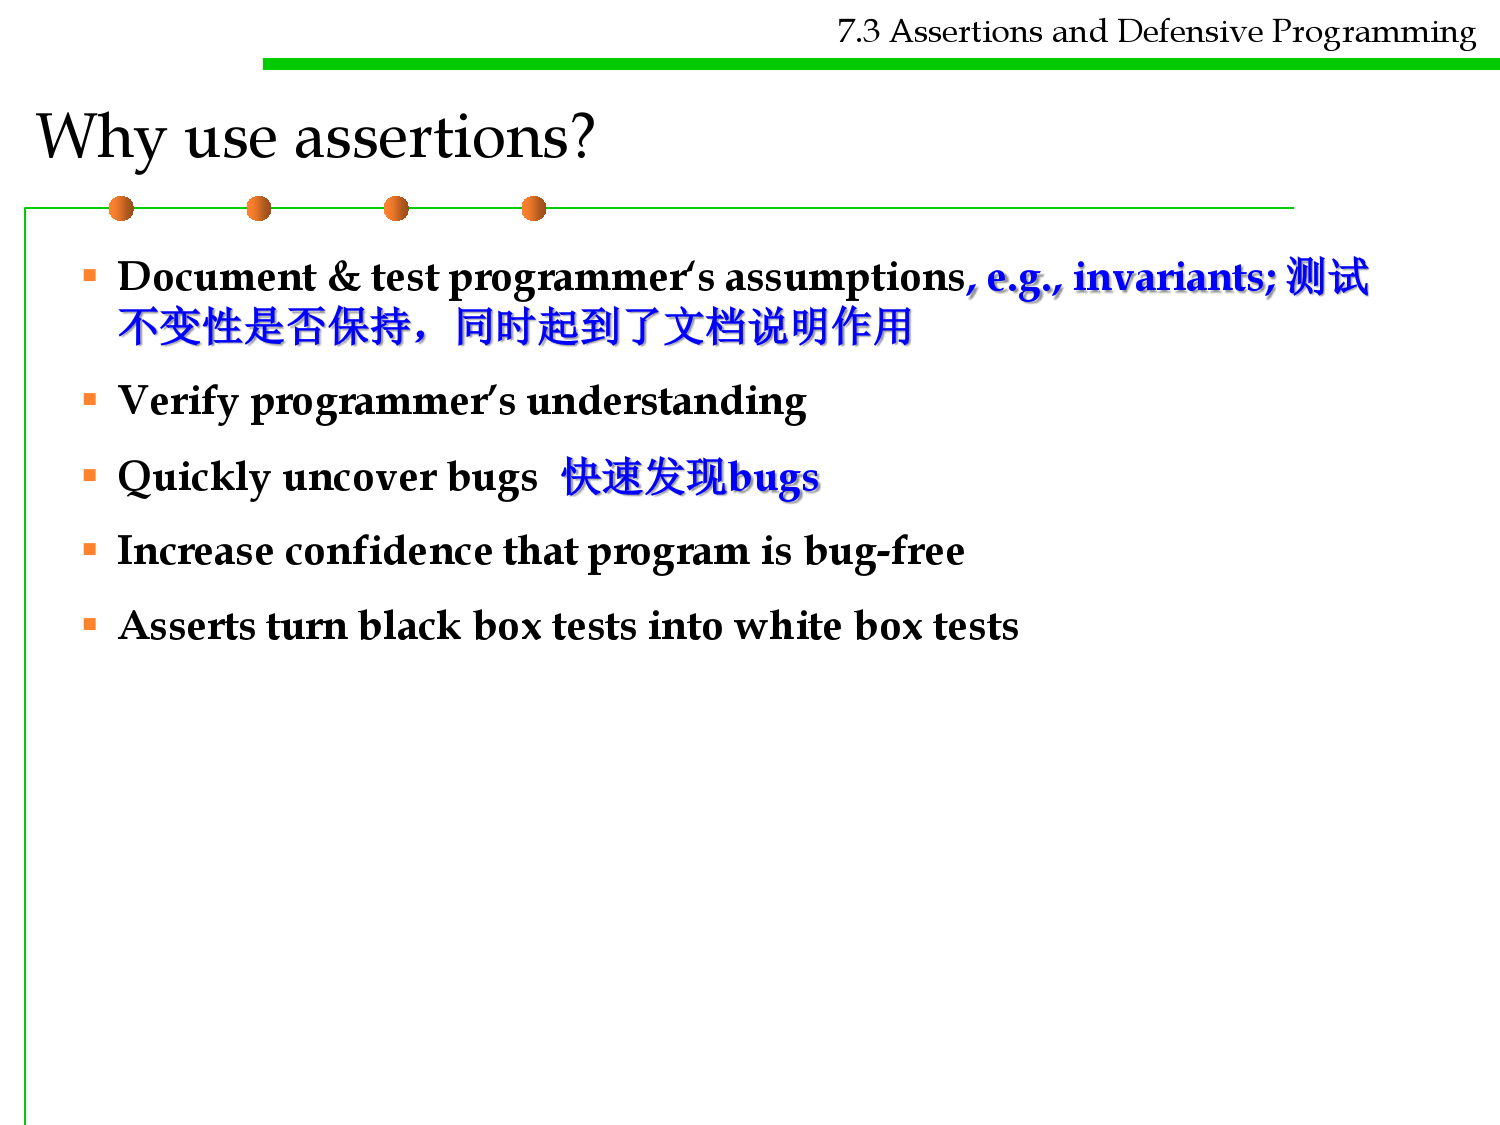 7.3 Assertions and Defensive Programming
Why use assertions?
▪ Document & test programmer‘s assumptions, e.g., invariants; 测试
不变性是否保持，同时起到了文档说明作用
▪ Verify programmer’s understanding
▪ Quickly uncover bugs 快速发现bugs
▪ Increase confidence that program is bug-free
▪ Asserts turn black box tests into white box tests